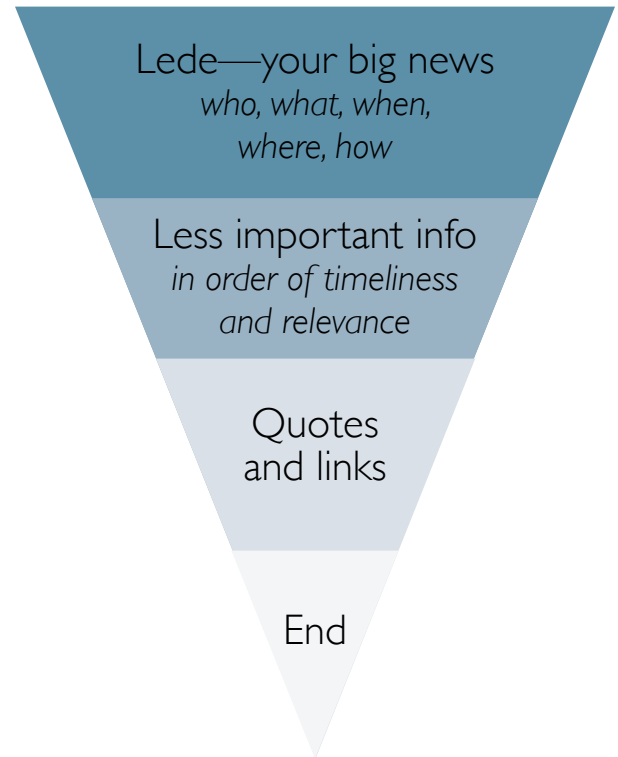 Lede—your big news
who, what, when,
where, how
Less important info
in order of timeliness
and relevance
Quotes
and links
End